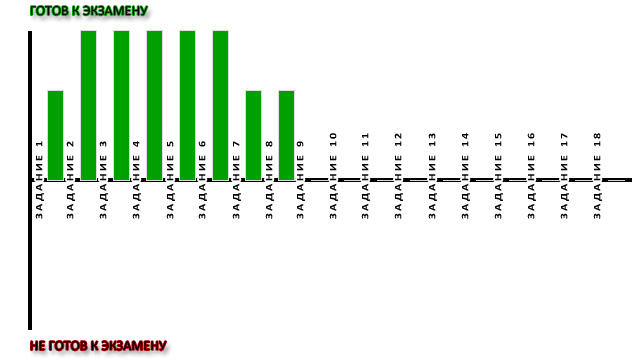 ГОТОВ К ЭКЗАМЕНУ
ЗАДАНИЕ 1
ЗАДАНИЕ 2
ЗАДАНИЕ 3
ЗАДАНИЕ 4
ЗАДАНИЕ 5
ЗАДАНИЕ 6
ЗАДАНИЕ 7
ЗАДАНИЕ 8
ЗАДАНИЕ 9
ЗАДАНИЕ 10
ЗАДАНИЕ 11
ЗАДАНИЕ 12
ЗАДАНИЕ 13
ЗАДАНИЕ 14
ЗАДАНИЕ 15
ЗАДАНИЕ 16
ЗАДАНИЕ 17
ЗАДАНИЕ 18
НЕ ГОТОВ К ЭКЗАМЕНУ